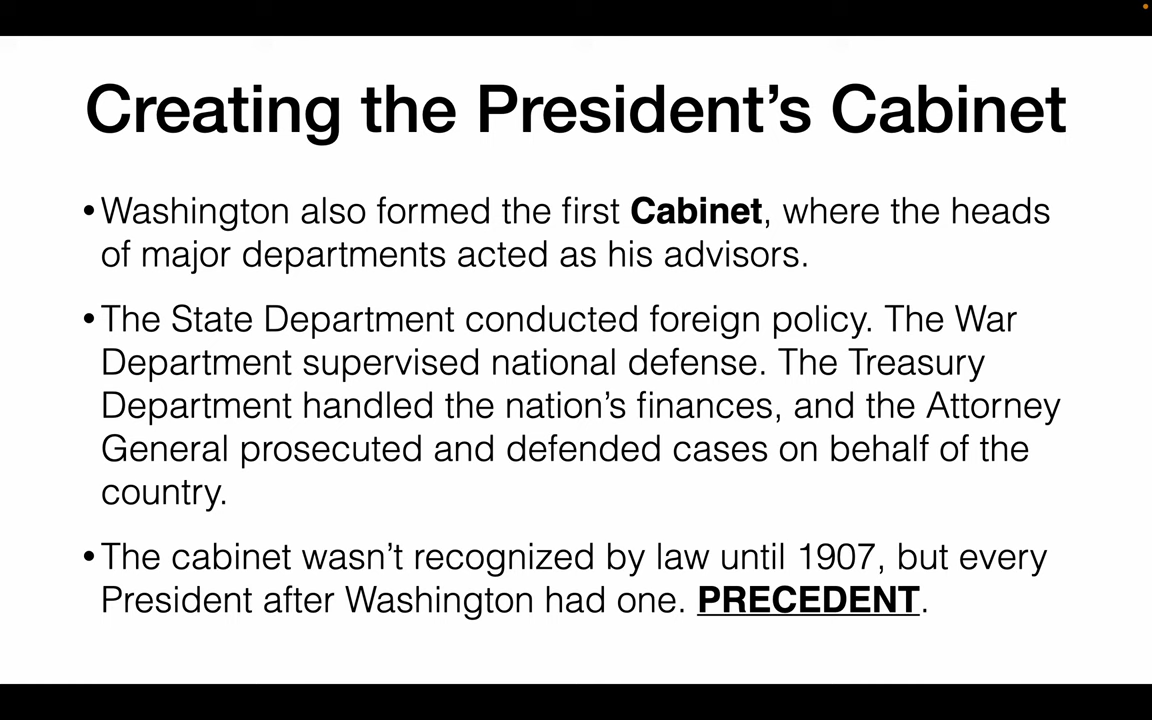 Creating the President’s Cabinet
•Washington also formed the first Cabinet, where the heads
of major departments acted as his advisors.
•The State Department conducted foreign policy. The War
Department supervised national defense. The Treasury
Department handled the nation’s finances, and the Attorney
General prosecuted and defended cases on behalf of the
country.
•The cabinet wasn’t recognized by law until 1907, but every
President after Washington had one. PRECEDENT.